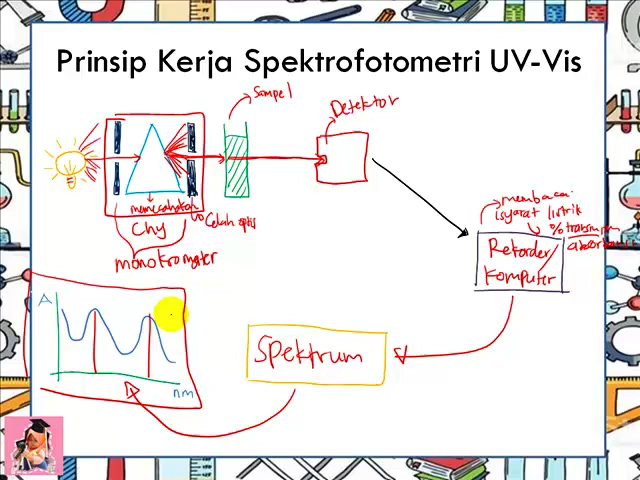 Prinsip Kerja Spektrofotometri UV-Vis
Sampel
Detektor
memecahkan
Chy
Celah optis
monokromator
membaca
isyarat listrik
% transmitan
Rekorder/
Komputer
Spektrum
A
nm